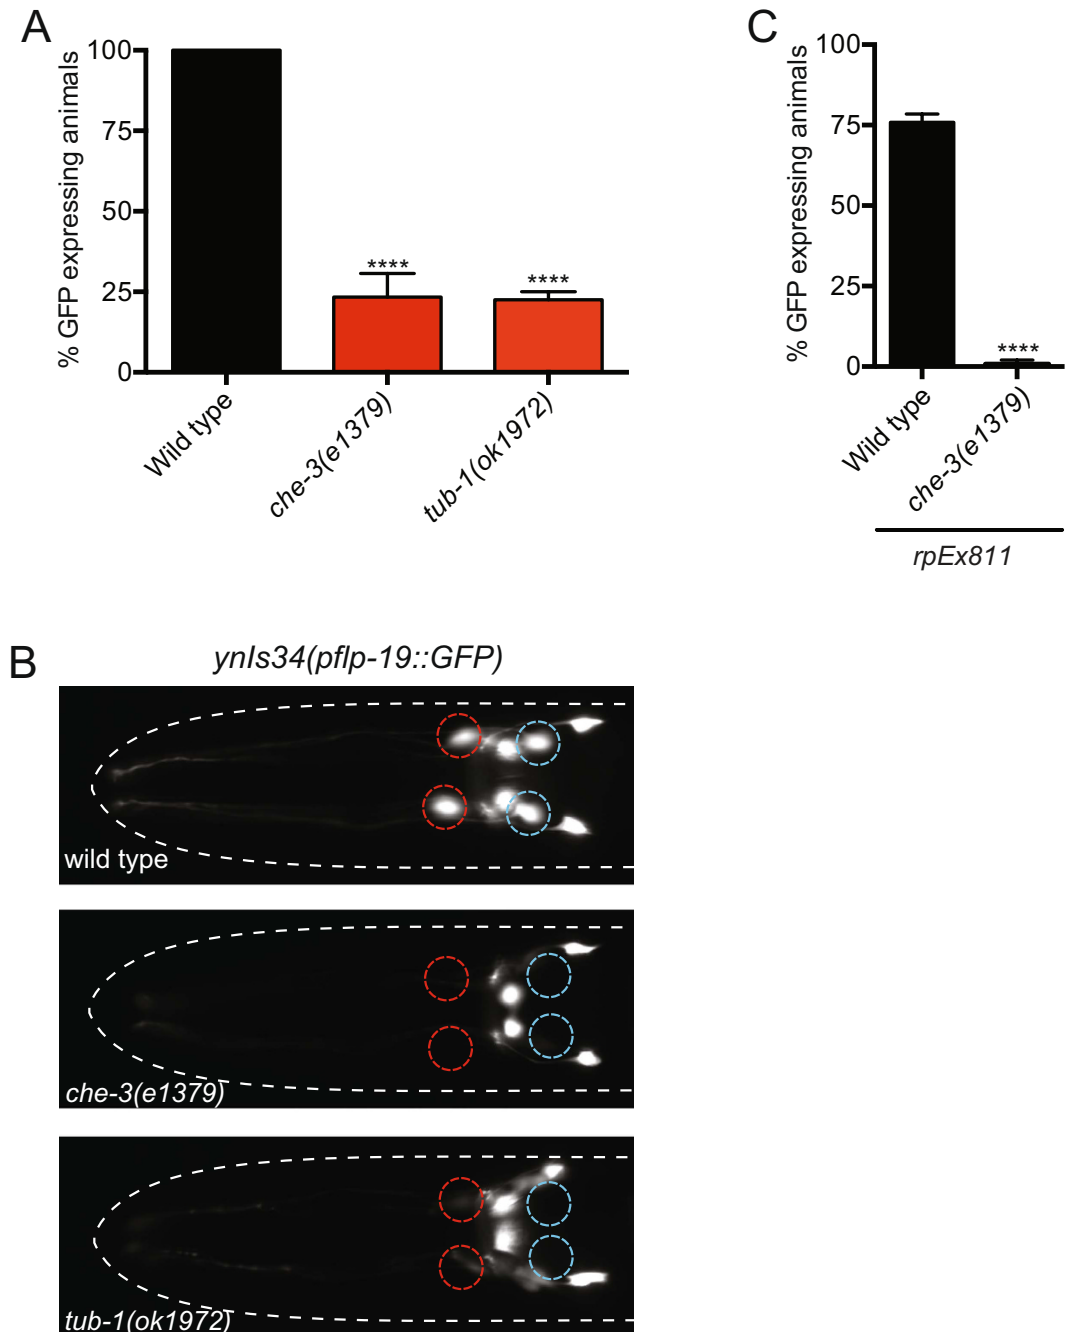 A
% GFP expressing animals
100
75
50
25
0
****
****
Wild type
che-3(e1379)
tub-1(ok1972)
C
% GFP expressing animals
100
75
50
25
0
****
Wild type
che-3(e1379)
rpEx811
B
ynIs34(pflp-19::GFP)
wild type
che-3(e1379)
tub-1(ok1972)